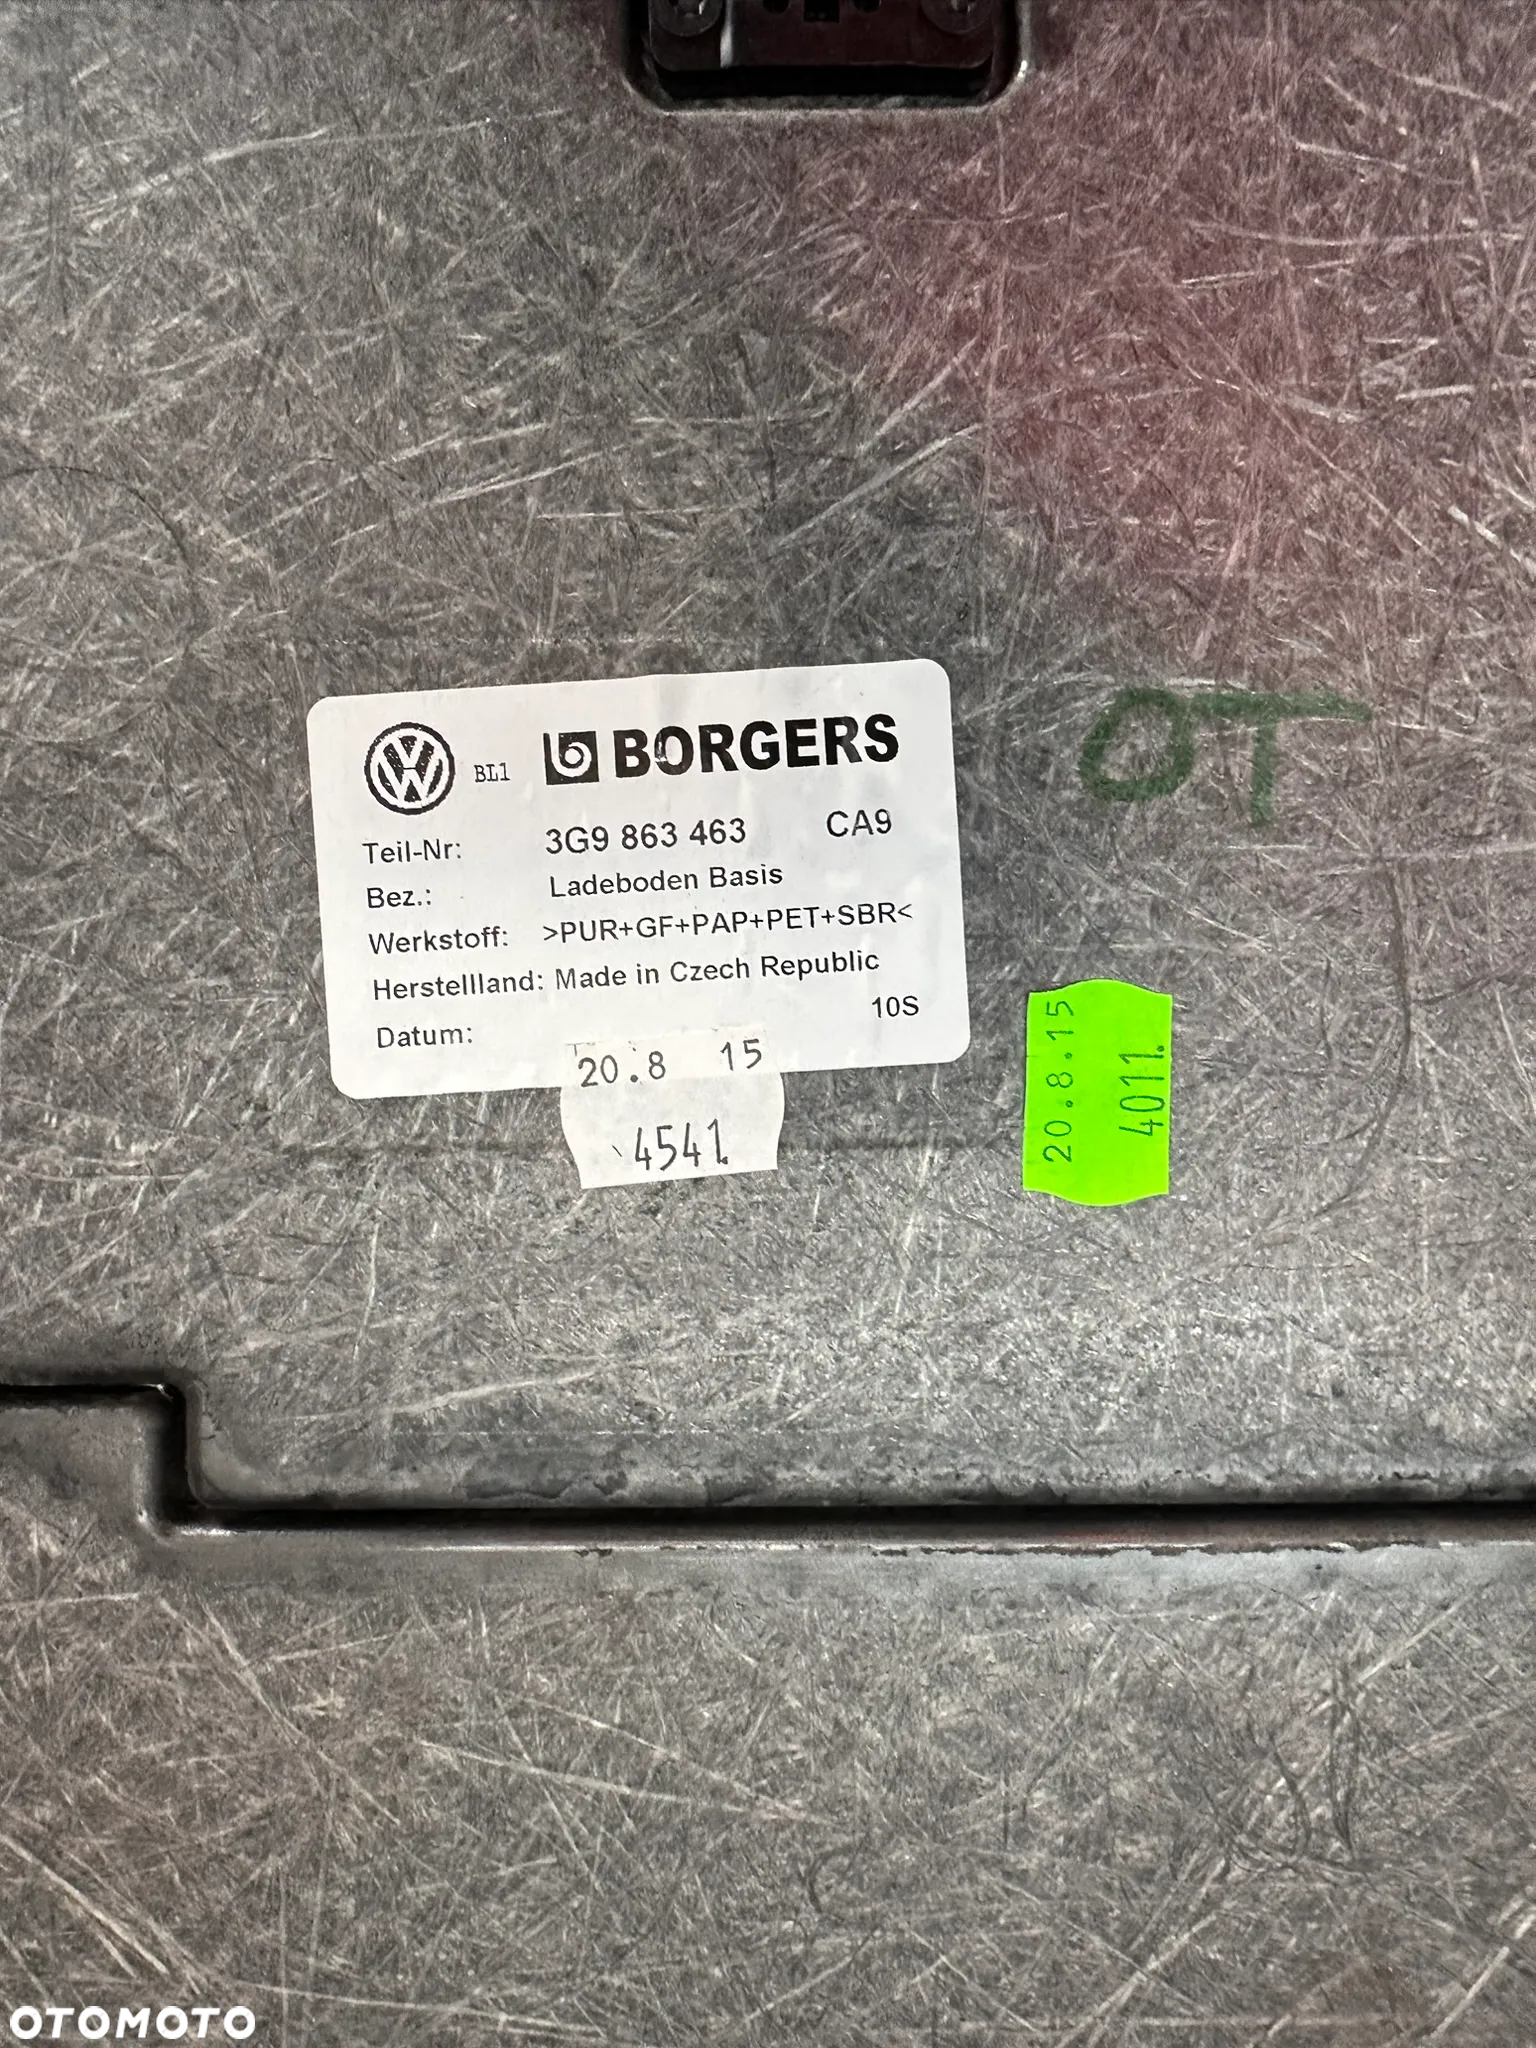 BL1 BORGERS
Teil-Nr: 3G9 863 463 CA9
Bez.: Ladeboden Basis
Werkstoff: >PUR+GF+PAP+PET+SBR<
Herstellland: Made in Czech Republic
Datum: 10S
20.8 15
4541.
OT
20.8.15
4011.
OTOMOTO